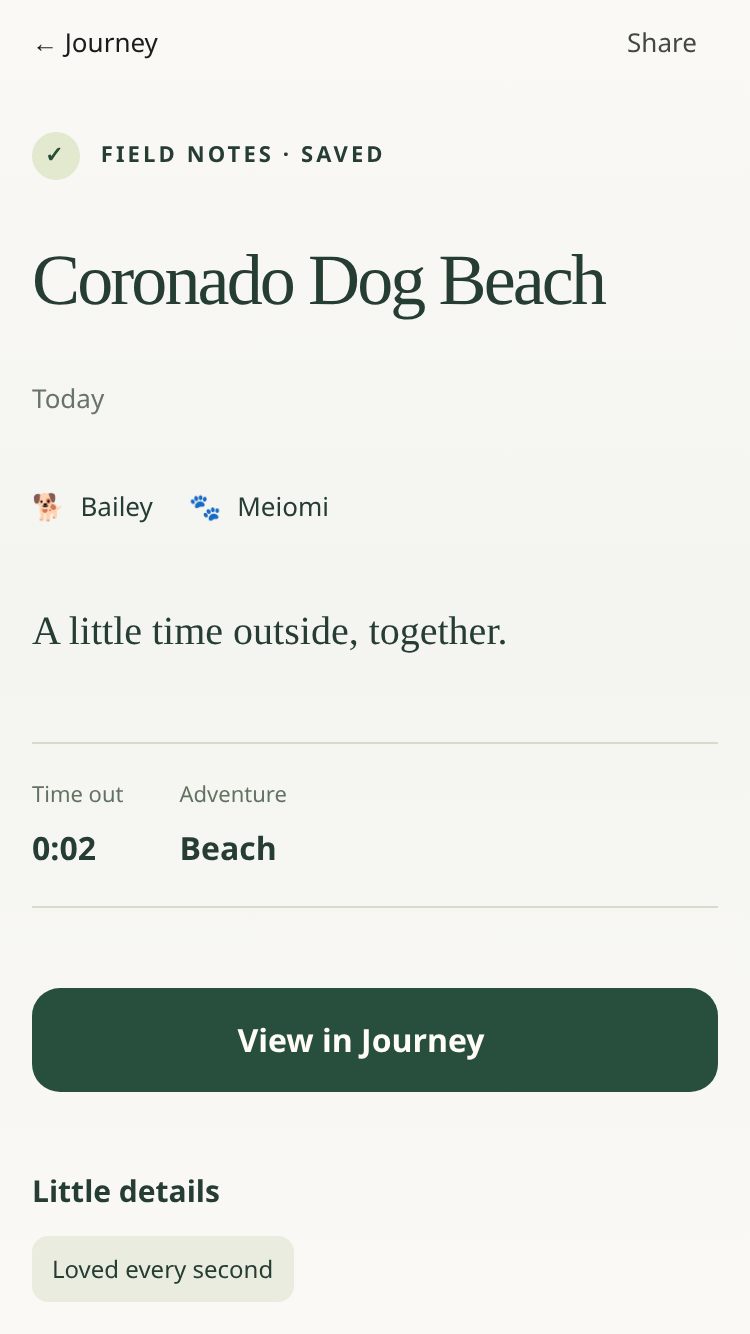 ← Journey Share
✓ FIELD NOTES · SAVED
Coronado Dog Beach
Today
🐕 Bailey 🐾 Meiomi
A little time outside, together.
Time out Adventure
0:02 Beach
View in Journey
Little details
Loved every second